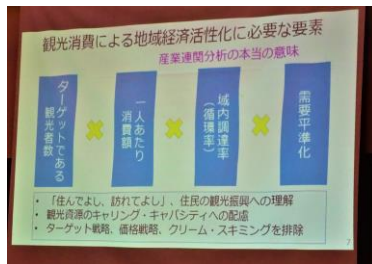 観光消費による地域経済活性化に必要な要素
産業連関分析の本当の意味
ターゲットである
観光者数
一人あたり
消費額
域内調達率
(循環率)
需要平準化
• 「住んでよし、訪れてよし」、住民の観光振興への理解
• 観光資源のキャリング・キャパシティへの配慮
• ターゲット戦略、価格戦略、クリーム・スキミングを排除
7